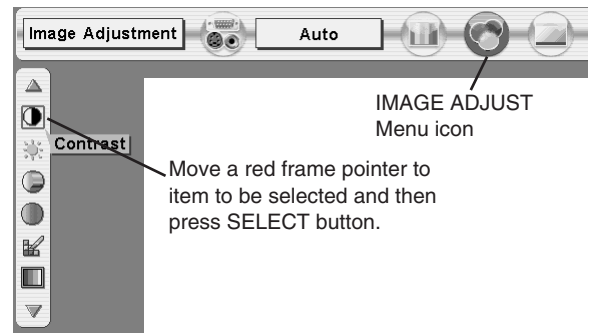 Image Adjustment
Auto
IMAGE ADJUST
Menu icon
Contrast
Move a red frame pointer to
item to be selected and then
press SELECT button.